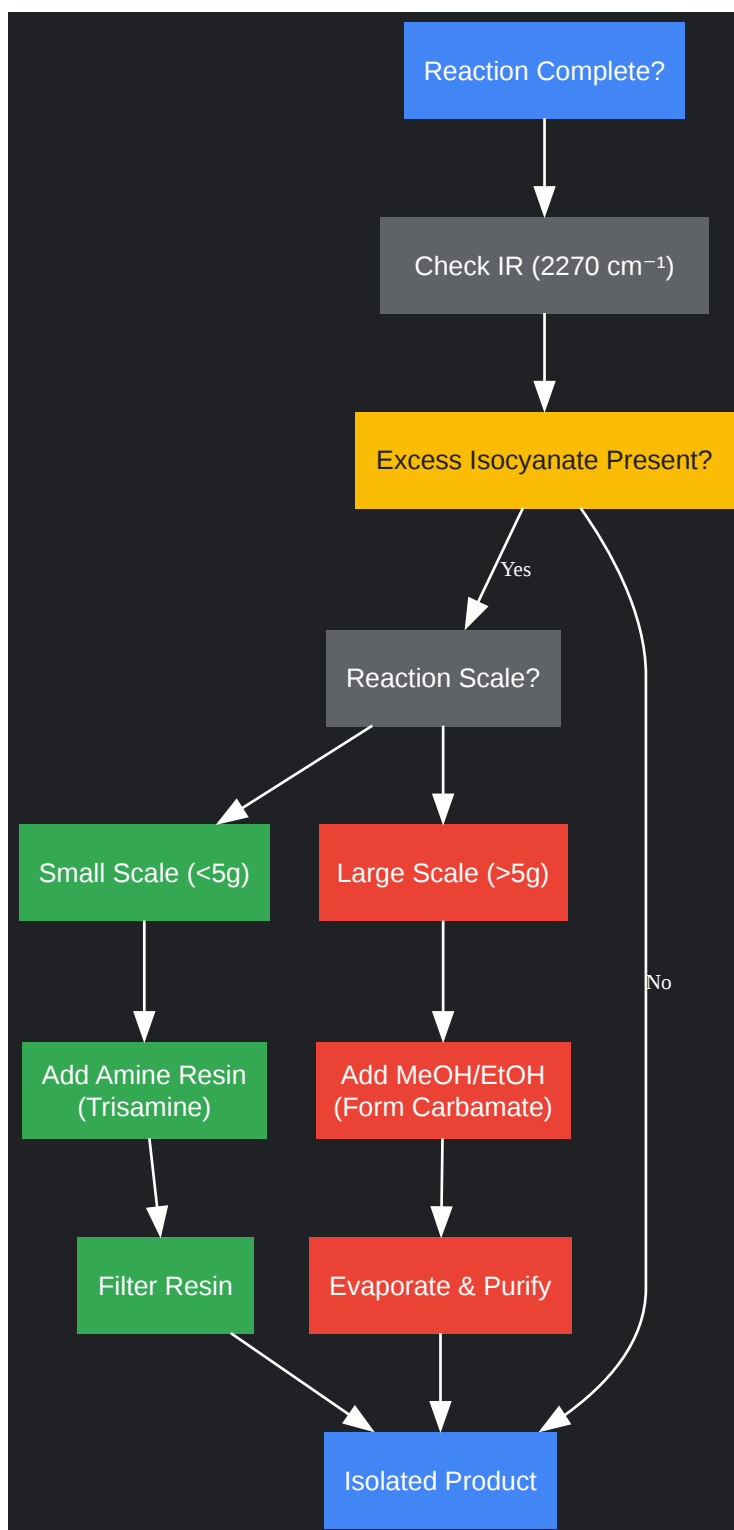 Reaction Complete?
Check IR (2270 cm⁻¹)
Excess Isocyanate Present?
Yes
Reaction Scale?
Small Scale (<5g)
Large Scale (>5g)
No
Add Amine Resin
(Trisamine)
Add MeOH/EtOH
(Form Carbamate)
Filter Resin
Evaporate & Purify
Isolated Product